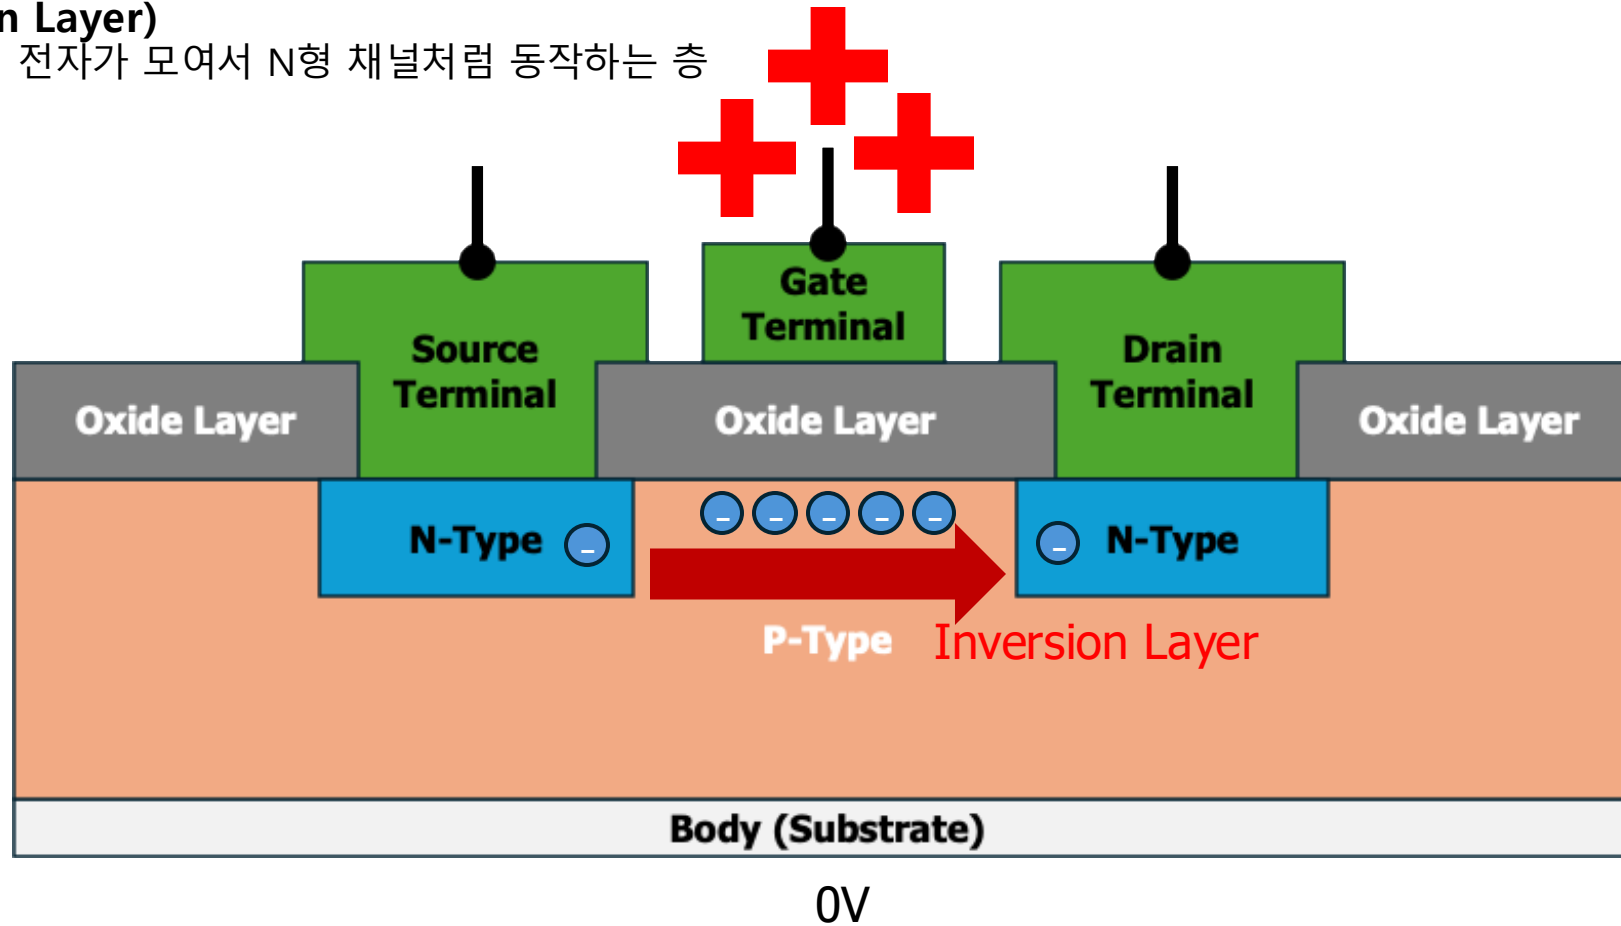 n Layer)
전자가 모여서 N형 채널처럼 동작하는 층
Gate
Terminal
Source
Terminal
Drain
Terminal
Oxide Layer
Oxide Layer
Oxide Layer
N-Type
N-Type
P-Type
Inversion Layer
Body (Substrate)
0V